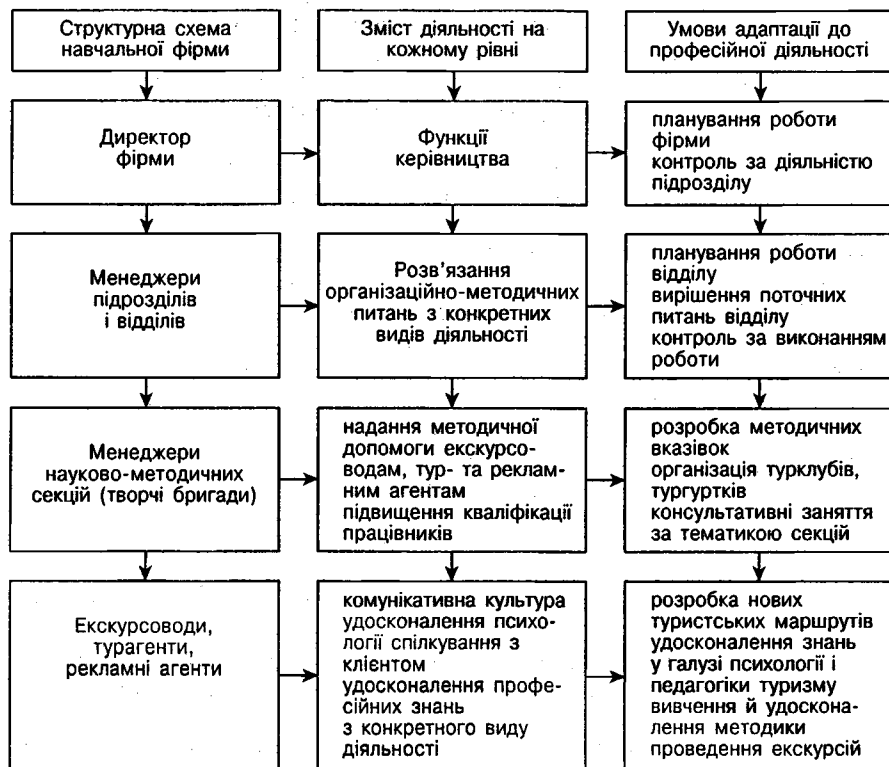 Структурна схема
навчальної фірми
Зміст діяльності на
кожному рівні
Умови адаптації до
професійної діяльності
Директор
фірми
Функції
керівництва
планування роботи
фірми
контроль за діяльністю
підрозділу
Менеджери
підрозділів
і відділів
Розв'язання
організаційно-методичних
питань з конкретних
видів діяльності
планування роботи
відділу
вирішення поточних
питань відділу
контроль за виконанням
роботи
Менеджери
науково-методичних
секцій (творчі бригади)
надання методичної
допомоги екскурсо-
водам, тур- та реклам-
ним агентам
підвищення кваліфікації
працівників
розробка методичних
вказівок
організація турклубів,
тургуртків
консультативні заняття
за тематикою секцій
Екскурсоводи,
турагенти,
рекламні агенти
комунікативна культура
удосконалення психо-
логії спілкування з
клієнтом
удосконалення профе-
сійних знань
з конкретного виду
діяльності
розробка нових
туристських маршрутів
удосконалення знань
у галузі психології і
педагогіки туризму
вивчення й удоскона-
лення методики
проведення екскурсій